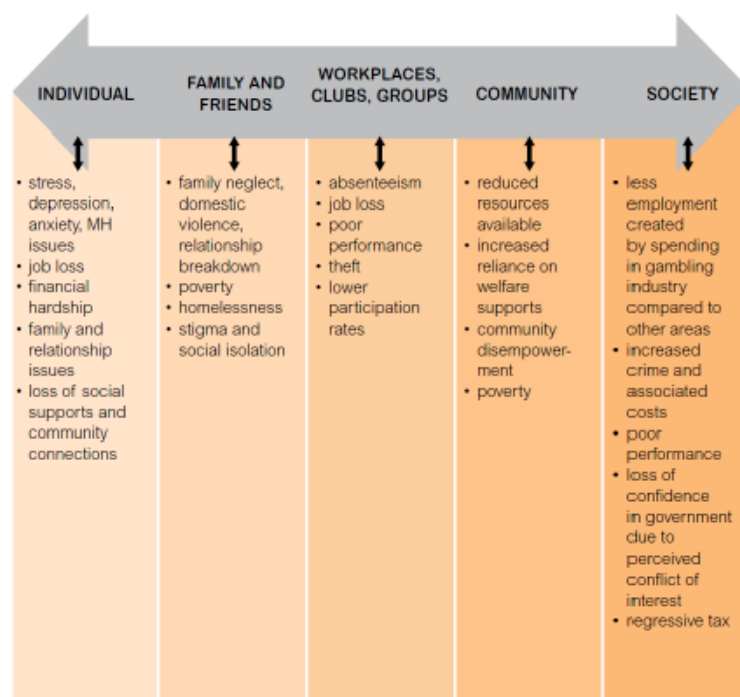 INDIVIDUAL
FAMILY AND
FRIENDS
WORKPLACES,
CLUBS, GROUPS
COMMUNITY
SOCIETY
• stress,
depression,
anxiety, MH
issues
• job loss
• financial
hardship
• family and
relationship
issues
• loss of social
supports and
community
connections
• family neglect,
domestic
violence,
relationship
breakdown
• poverty
• homelessness
• stigma and
social isolation
• absenteeism
• job loss
• poor
performance
• theft
• lower
participation
rates
• reduced
resources
available
• increased
reliance on
welfare
supports
• community
disempower-
ment
• poverty
• less
employment
created
by spending
in gambling
industry
compared to
other areas
• increased
crime and
associated
costs
• poor
performance
• loss of
confidence
in government
due to
perceived
conflict of
interest
• regressive tax